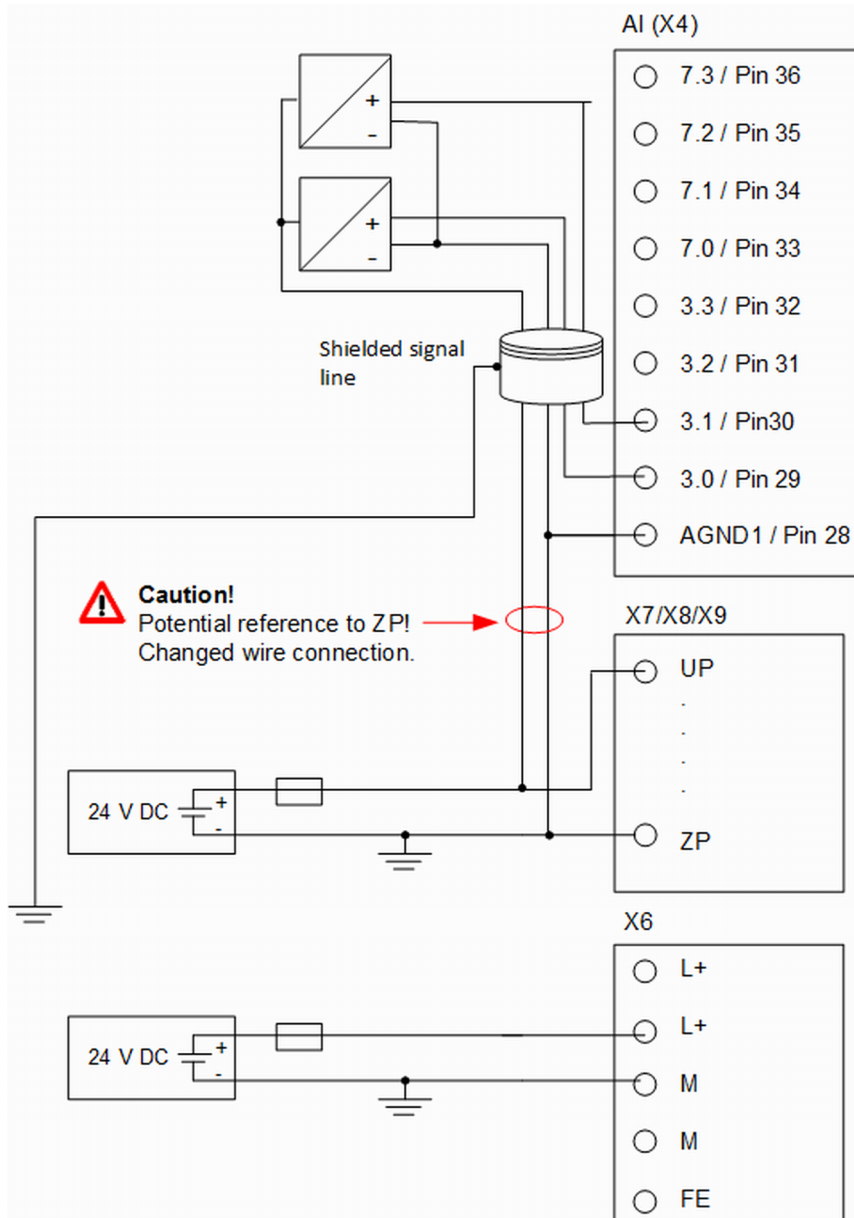 AI (X4)
+
-
7.3 / Pin 36
7.2 / Pin 35
7.1 / Pin 34
+
-
7.0 / Pin 33
3.3 / Pin 32
Shielded signal
line
3.2 / Pin 31
3.1 / Pin30
3.0 / Pin 29
AGND1 / Pin 28
Caution!
Potential reference to ZP!
Changed wire connection.
X7/X8/X9
UP
.
.
.
.
24 V DC
+
-
ZP
X6
L+
L+
24 V DC
+
-
M
M
FE